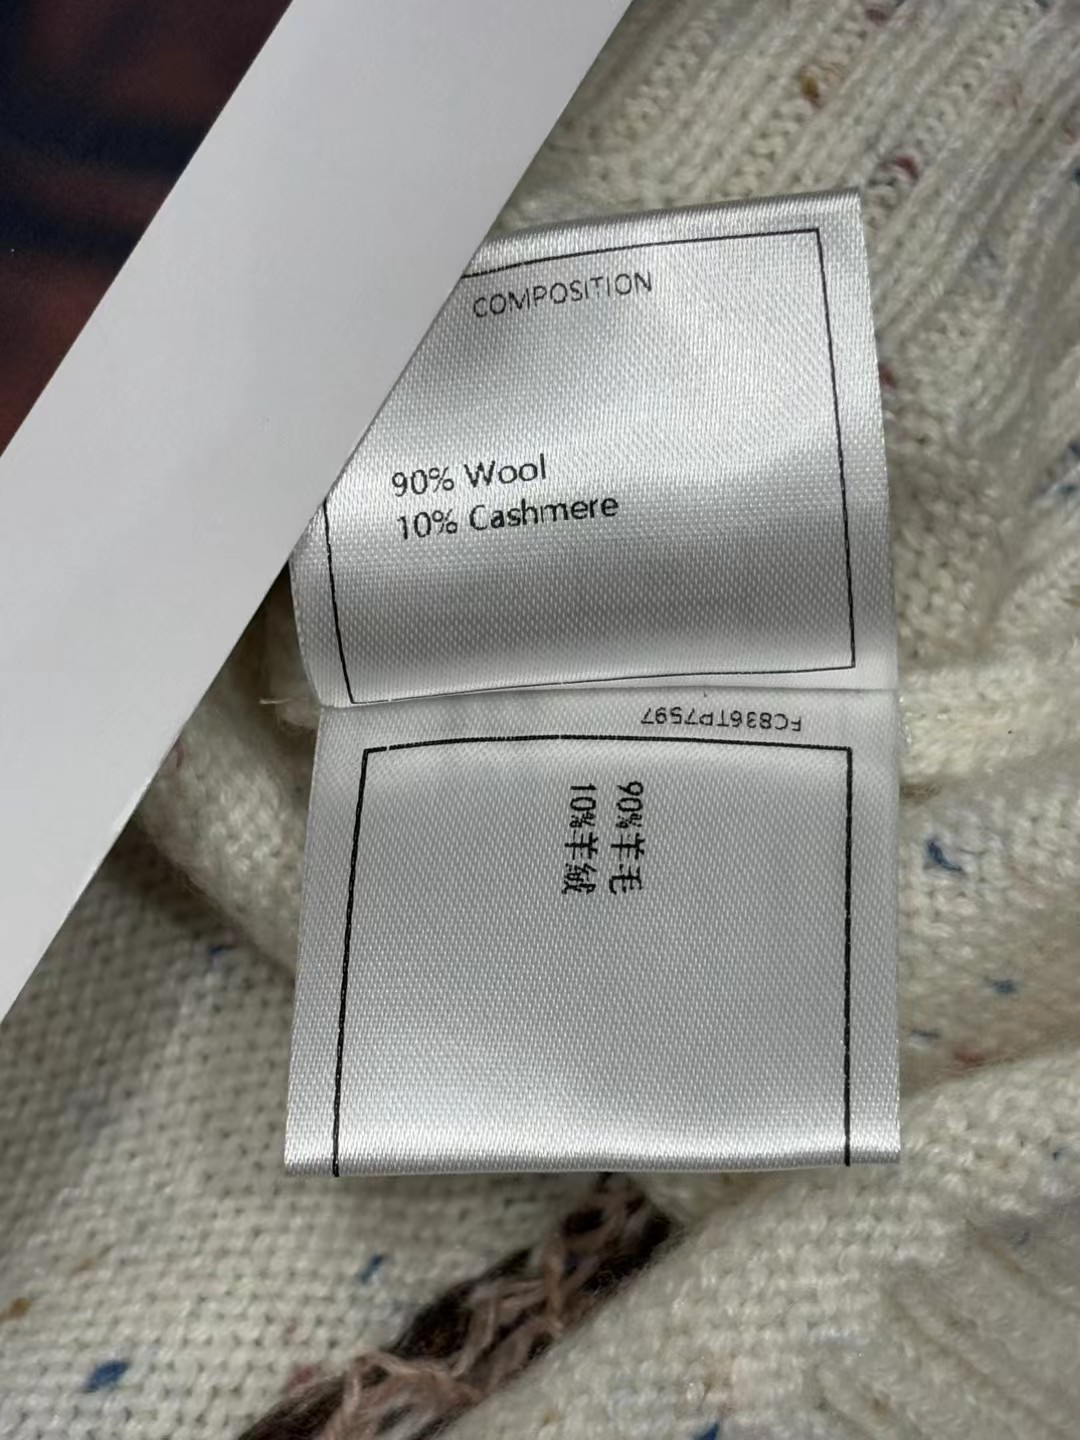 COMPOSITION
90% Wool
10% Cashmere
FC836TP7597
90%羊毛
10%羊绒